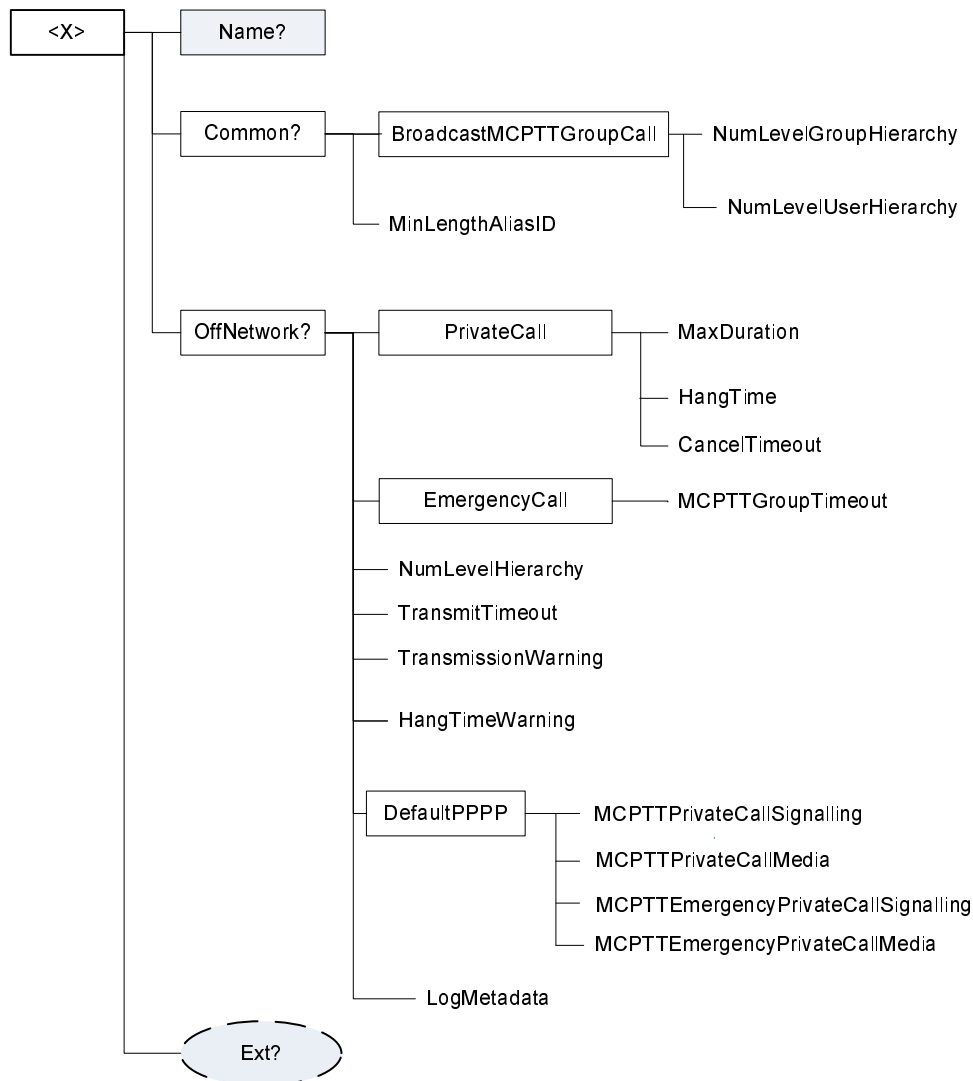 <X>
Name?
Common?
BroadcastMCPTTGroupCall
NumLevelGroupHierarchy
NumLevelUserHierarchy
MinLengthAliasID
OffNetwork?
PrivateCall
MaxDuration
HangTime
CancelTimeout
EmergencyCall
MCPTTGroupTimeout
NumLevelHierarchy
TransmitTimeout
TransmissionWarning
HangTimeWarning
DefaultPPPP
MCPTTPrivateCallSignalling
MCPTTPrivateCallMedia
MCPTTEmergencyPrivateCallSignalling
MCPTTEmergencyPrivateCallMedia
LogMetadata
Ext?